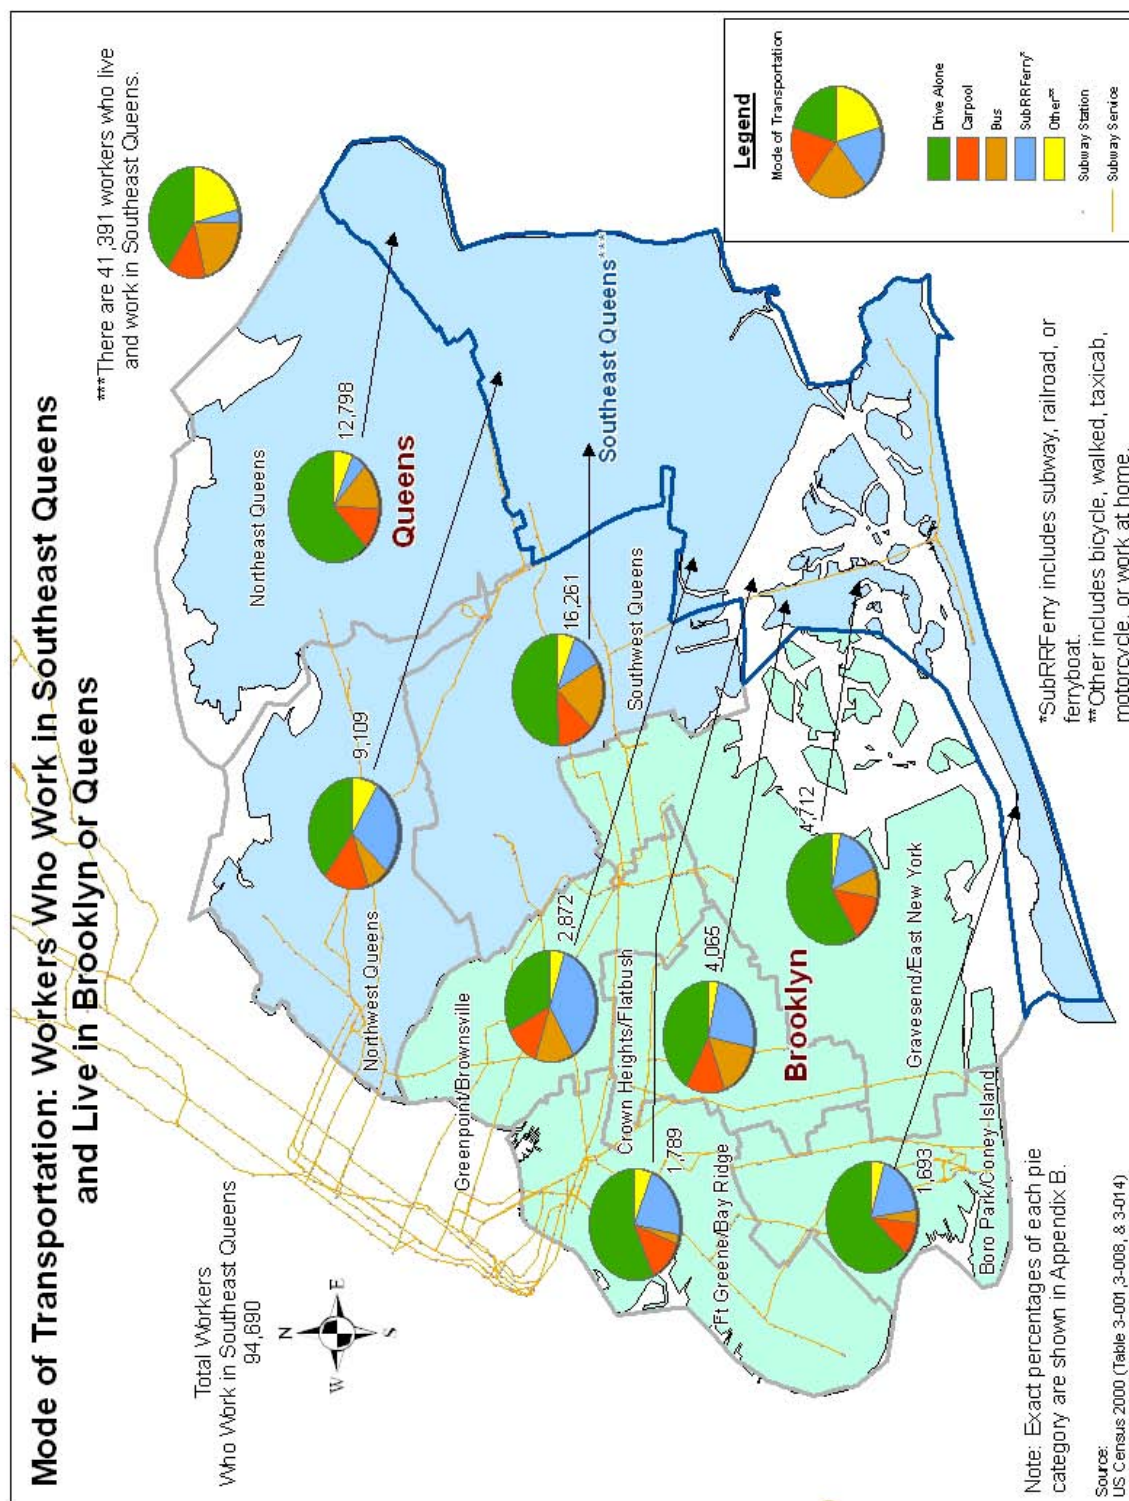 Mode of Transportation: Workers Who Work in Southeast Queens
and Live in Brooklyn or Queens
Total Workers
Who Work in Southeast Queens
94,690
N
W
E
S
***There are 41,391 workers who live
and work in Southeast Queens.
Northeast Queens
12,798
Queens
9,109
Northwest Queens
16,261
Southwest Queens
Southeast Queens***
Greenpoint/Brownsville
2,872
Crown Heights/Flatbush
1,789
Ft Greene/Bay Ridge
4,065
Brooklyn
4,712
Gravesend/East New York
1,693
Boro Park/Coney-Island
Legend
Mode of Transportation
Drive Alone
Carpool
Bus
SubRRFerry*
Other**
Subway Station
Subway Service
*SubRRFerry includes subway, railroad, or
ferryboat.
**Other includes bicycle, walked, taxicab,
motorcycle, or work at home.
Note: Exact percentages of each pie
category are shown in Appendix B.
Source:
US Census 2000 (Table 3-001,3-008, & 3-014)